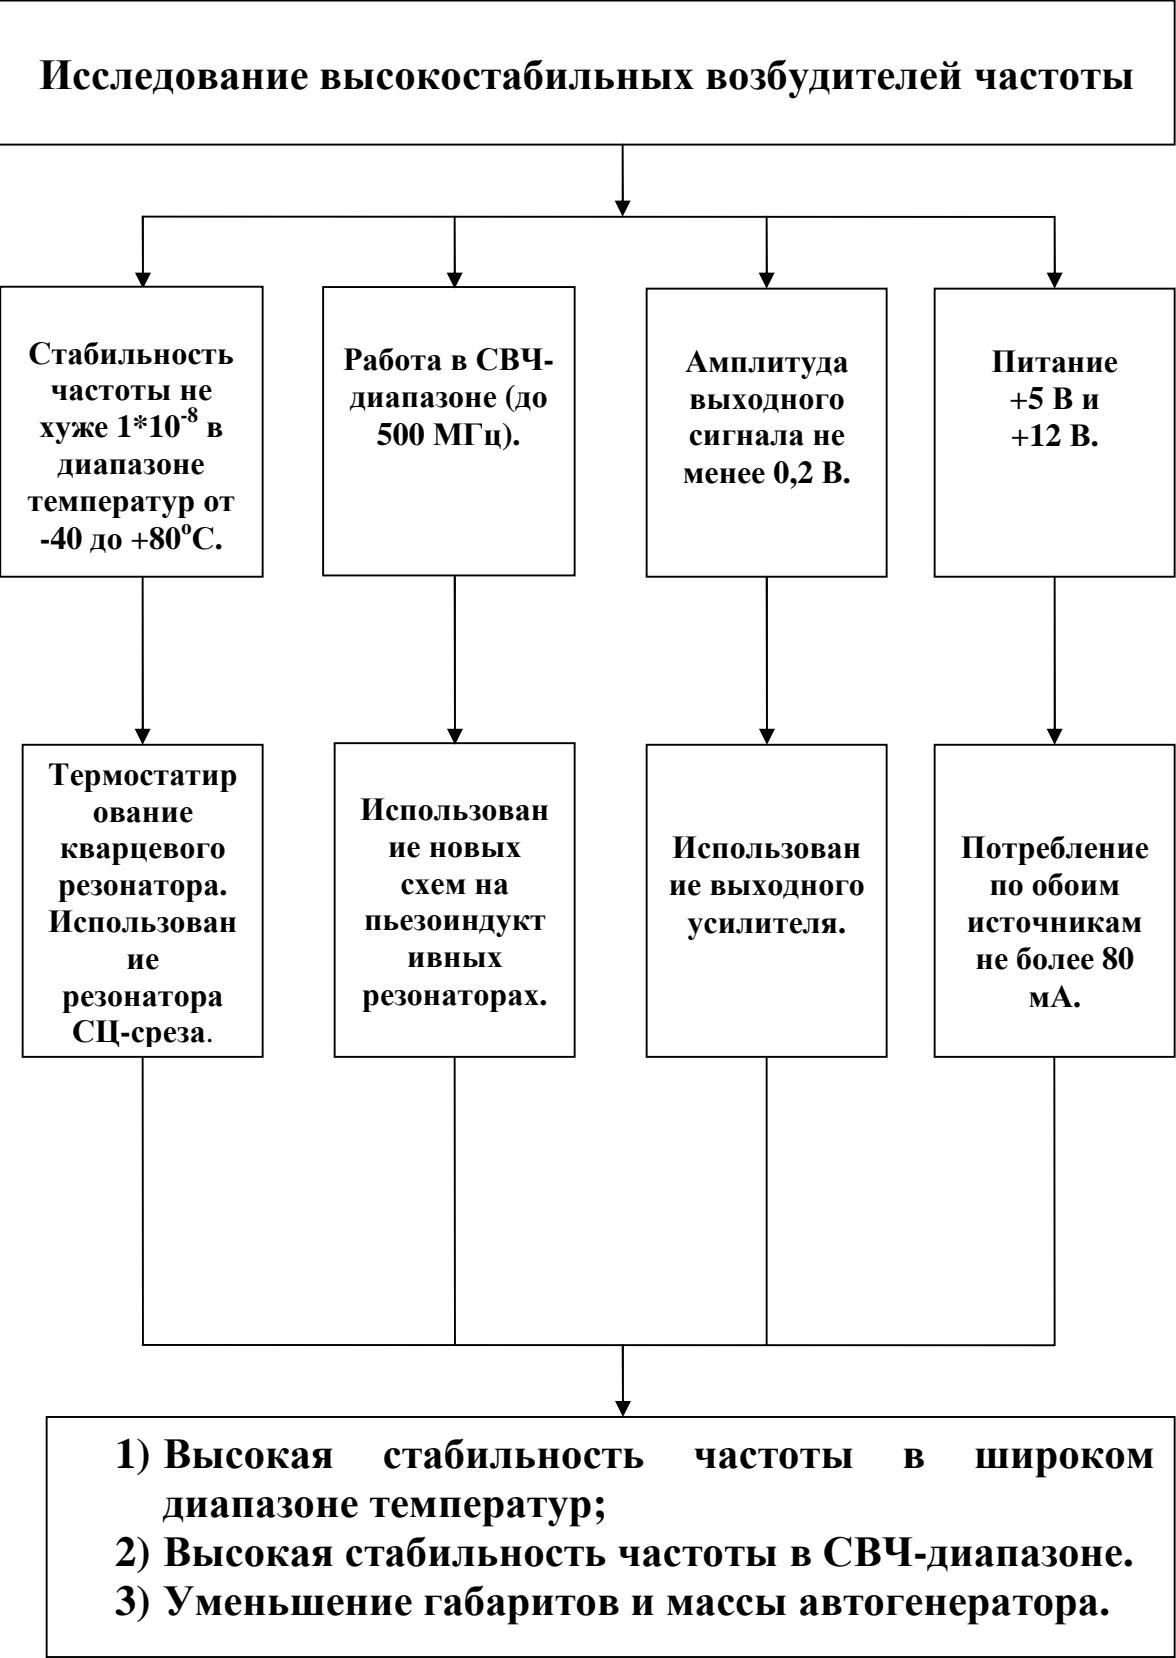 Исследование высокостабильных возбудителей частоты
Стабильность
частоты не
хуже 1*10-8 в
диапазоне
температур от
-40 до +80оС.
Работа в СВЧ-
диапазоне (до
500 МГц).
Амплитуда
выходного
сигнала не
менее 0,2 В.
Питание
+5 В и
+12 В.
Термостатир
ование
кварцевого
резонатора.
Использован
ие
резонатора
СЦ-среза.
Использован
ие новых
схем на
пьезоиндукт
ивных
резонаторах.
Использован
ие выходного
усилителя.
Потребление
по обоим
источникам
не более 80
мА.
1) Высокая стабильность частоты в широком
диапазоне температур;
2) Высокая стабильность частоты в СВЧ-диапазоне.
3) Уменьшение габаритов и массы автогенератора.